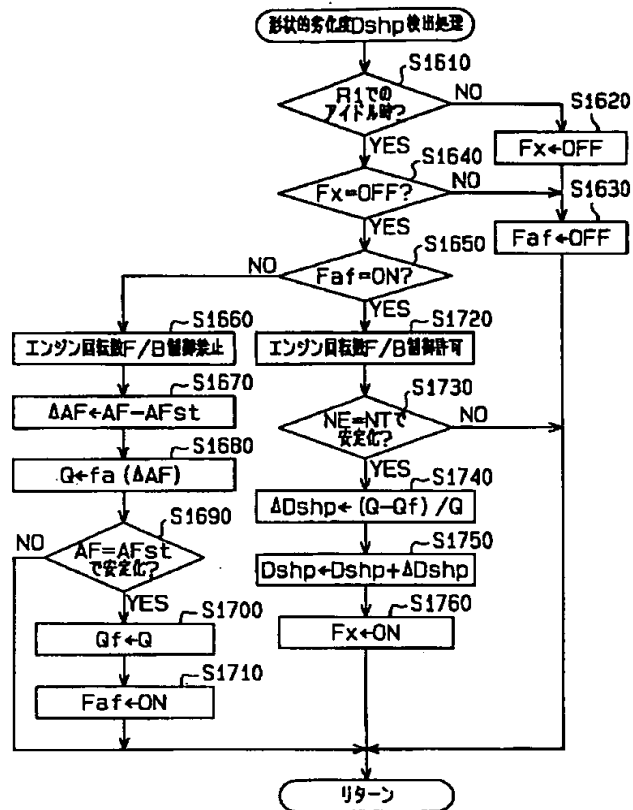 形状的劣化度Dshp検出処理
S1610
R1での
アイドル時?
NO
YES
S1620
Fx←OFF
S1640
Fx=OFF?
NO
YES
S1630
Faf←OFF
S1650
Faf=ON?
NO
YES
S1660
エンジン回転数F/B制御禁止
S1670
ΔAF←AF-AFst
S1680
Q←fa(ΔAF)
S1690
AF=AFst
で安定化?
NO
YES
S1700
Qf←Q
S1710
Faf←ON
S1720
エンジン回転数F/B制御許可
S1730
NE=NTで
安定化?
NO
YES
S1740
ΔDshp←(Q-Qf)/Q
S1750
Dshp←Dshp+ΔDshp
S1760
Fx←ON
リターン